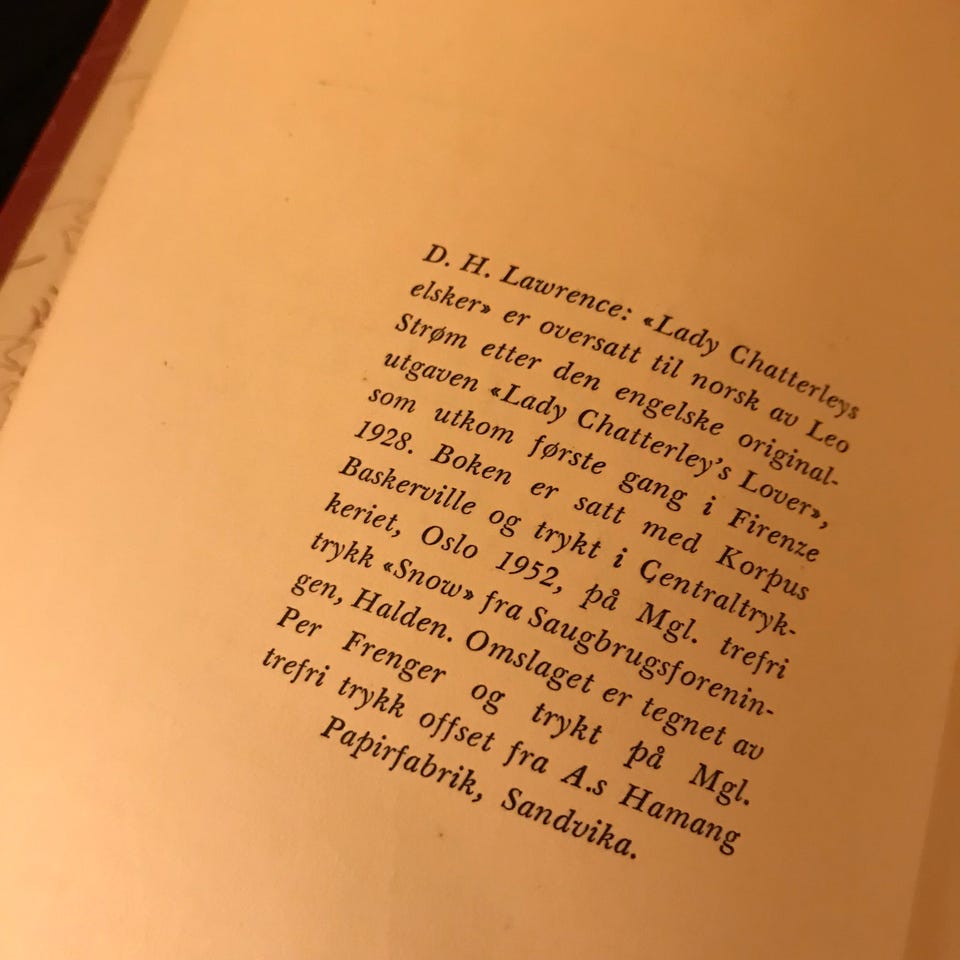 D. H. Lawrence: «Lady Chatterleys
elsker» er oversatt til norsk av Leo
Strøm etter den engelske original-
utgaven «Lady Chatterley's Lover»,
som utkom første gang i Firenze
1928. Boken er satt med Korpus
Baskerville og trykt i Centraltryk-
keriet, Oslo 1952, på Mgl. trefri
trykk «Snow» fra Saugbrugsforenin-
gen, Halden. Omslaget er tegnet av
Per Frenger og trykt på Mgl.
trefri trykk offset fra A.s Hamang
Papirfabrik, Sandvika.